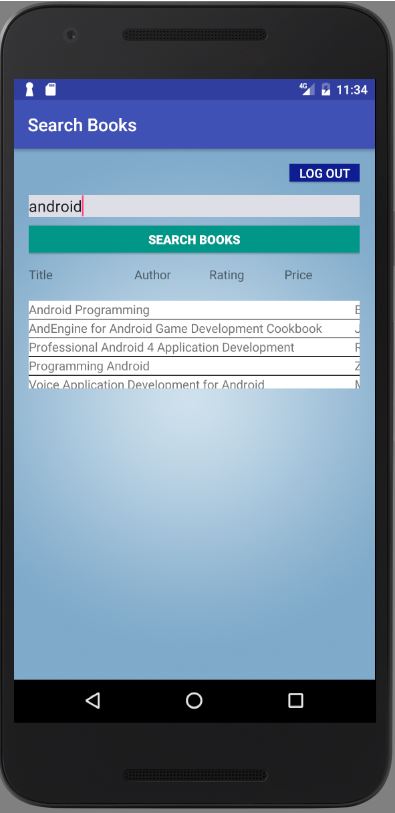 4G 11:34
Search Books
LOG OUT
android
SEARCH BOOKS
Title Author Rating Price
Android Programming
AndEngine for Android Game Development Cookbook J
Professional Android 4 Application Development
Programming Android Z
Voice Application Development for Android